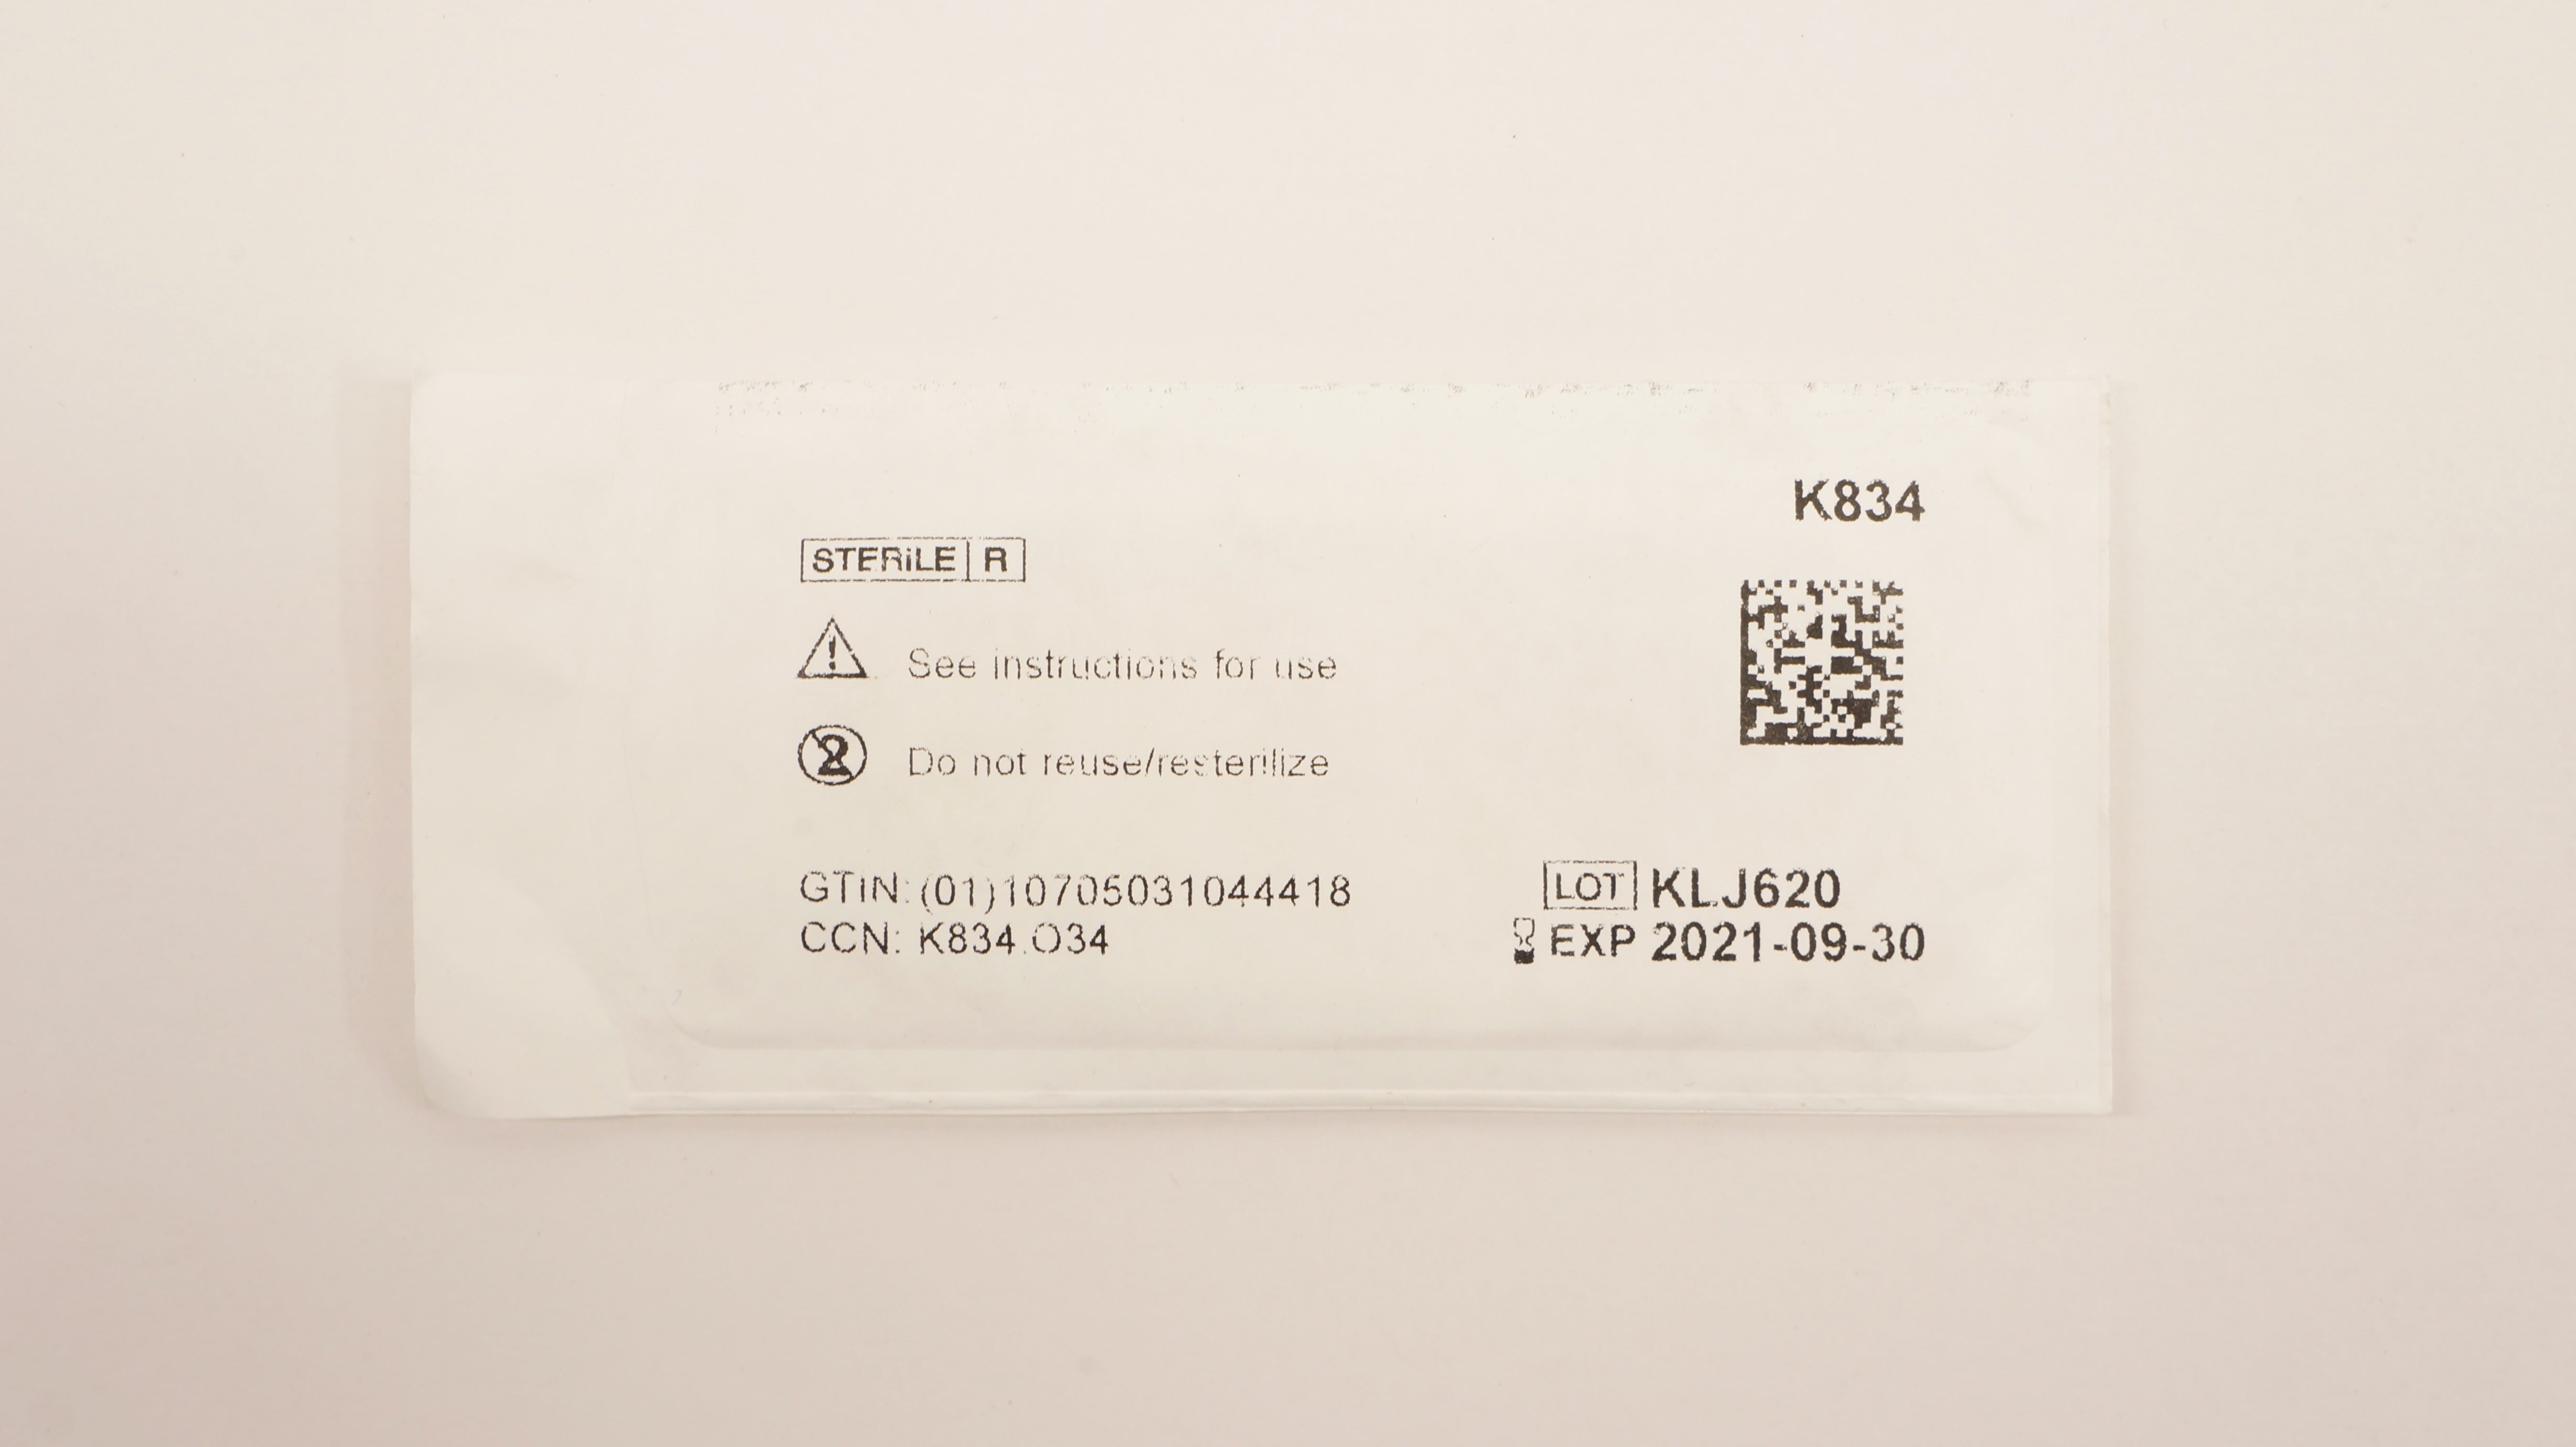 K834
STERILE R
See instructions for use
Do not reuse/resterilize
GTIN: (01)10705031044418
CCN: K834.O34
LOT KLJ620
EXP 2021-09-30